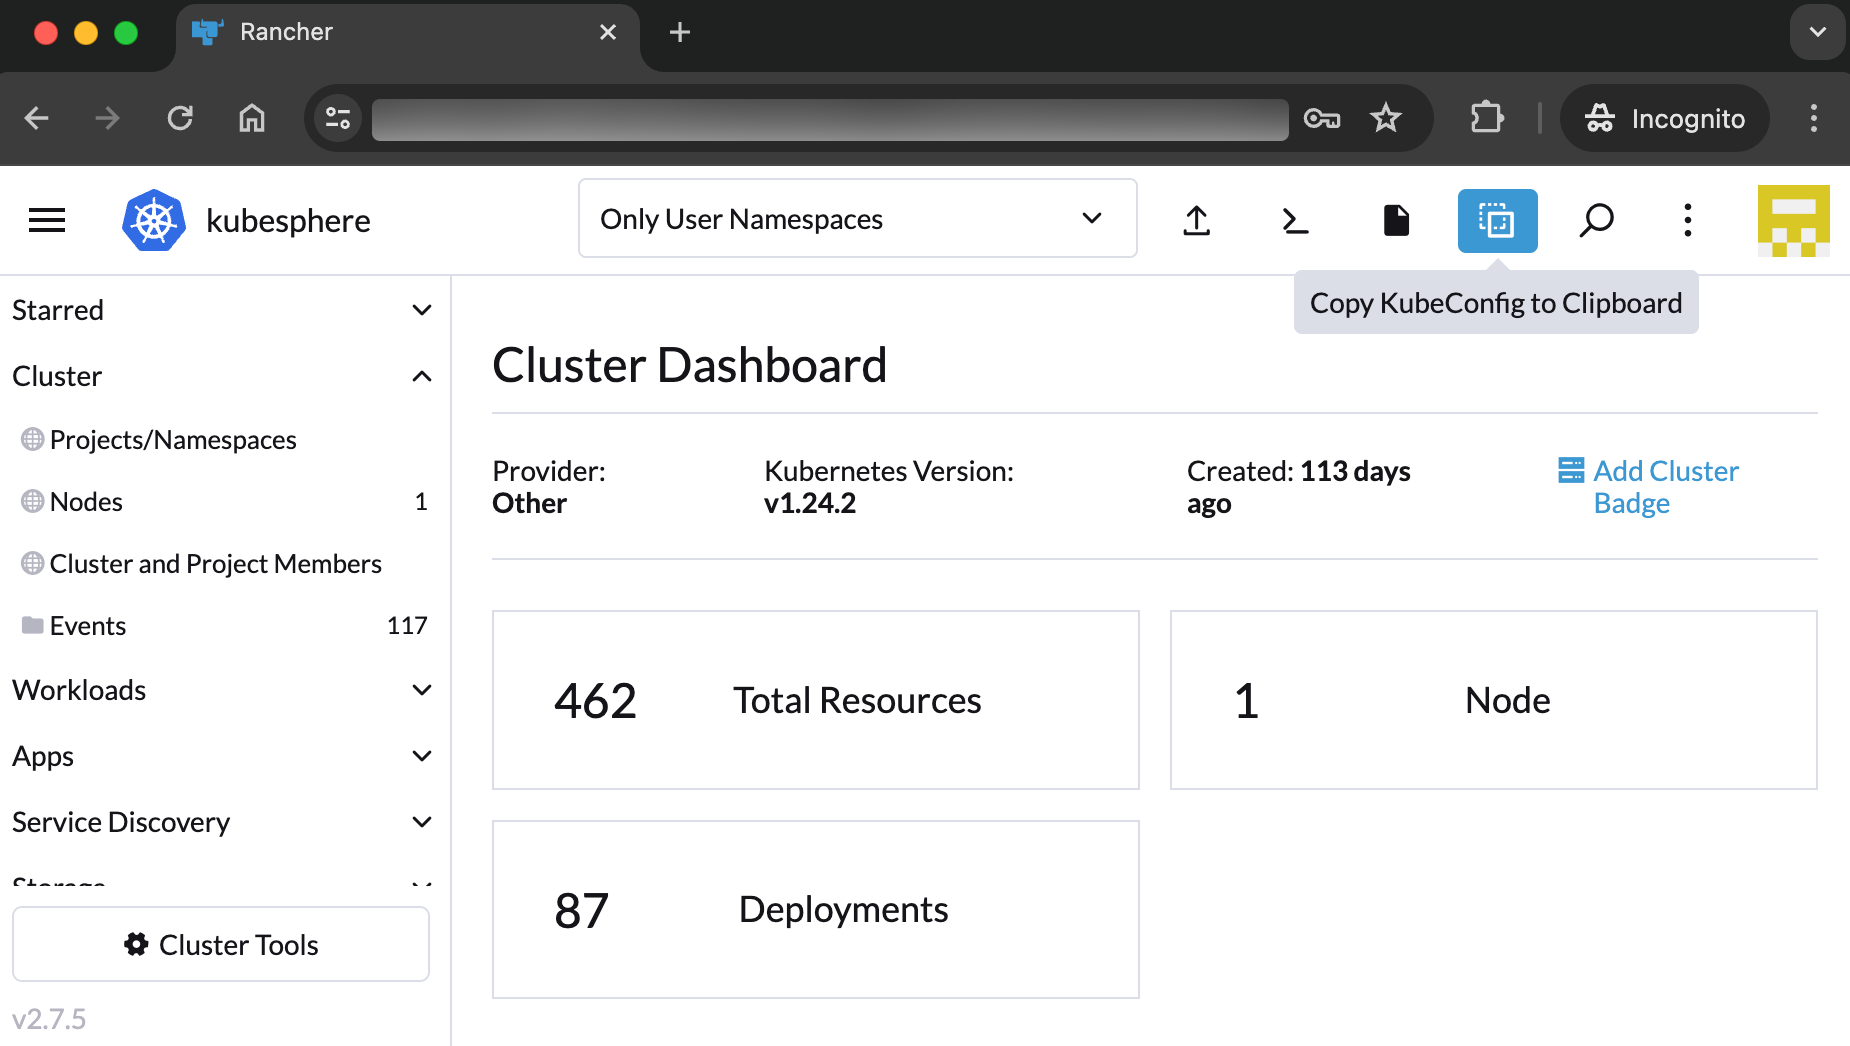 Rancher
Incognito
kubesphere
Only User Namespaces
Copy KubeConfig to Clipboard
Starred
Cluster
Projects/Namespaces
Nodes 1
Cluster and Project Members
Events 117
Workloads
Apps
Service Discovery
Storage
Cluster Tools
v2.7.5
Cluster Dashboard
Provider:
Other
Kubernetes Version:
v1.24.2
Created: 113 days
ago
Add Cluster
Badge
462 Total Resources
1 Node
87 Deployments